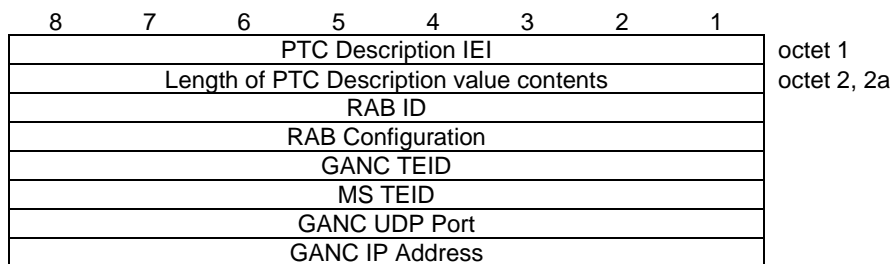 8 7 6 5 4 3 2 1
PTC Description IEI octet 1
Length of PTC Description value contents octet 2, 2a
RAB ID
RAB Configuration
GANC TEID
MS TEID
GANC UDP Port
GANC IP Address